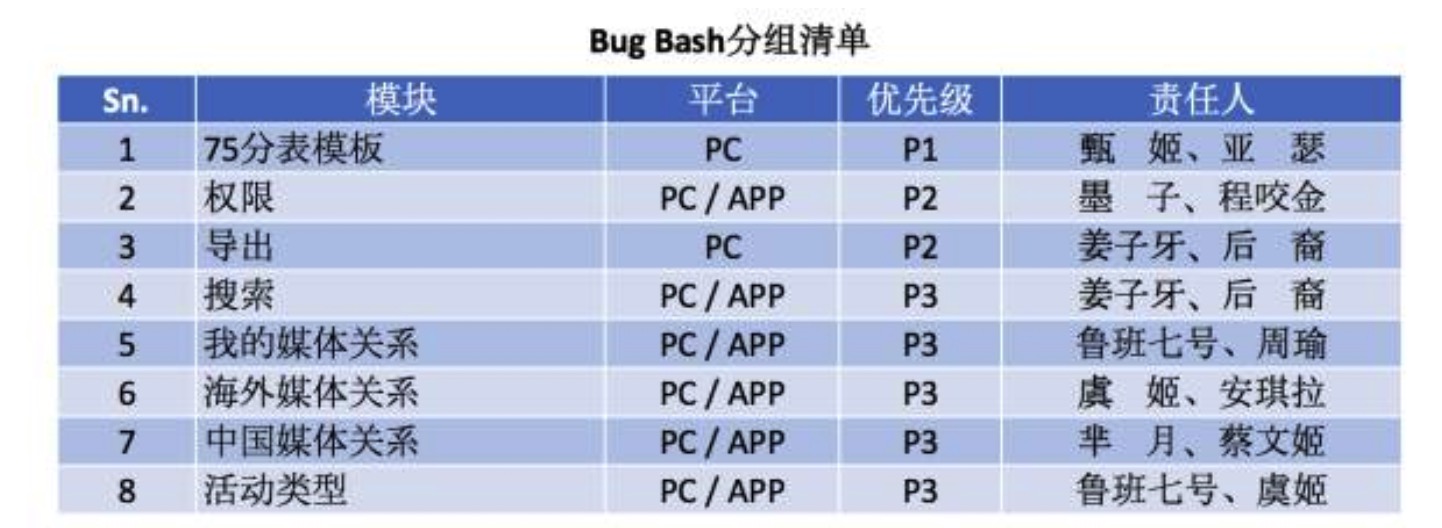 Bug Bash分组清单
Sn. 模块 平台 优先级 责任人
1 75分表模板 PC P1 甄 姬、亚 瑟
2 权限 PC / APP P2 墨 子、程咬金
3 导出 PC P2 姜子牙、后 裔
4 搜索 PC / APP P3 姜子牙、后 裔
5 我的媒体关系 PC / APP P3 鲁班七号、周瑜
6 海外媒体关系 PC / APP P3 虞 姬、安琪拉
7 中国媒体关系 PC / APP P3 芈 月、蔡文姬
8 活动类型 PC / APP P3 鲁班七号、虞姬